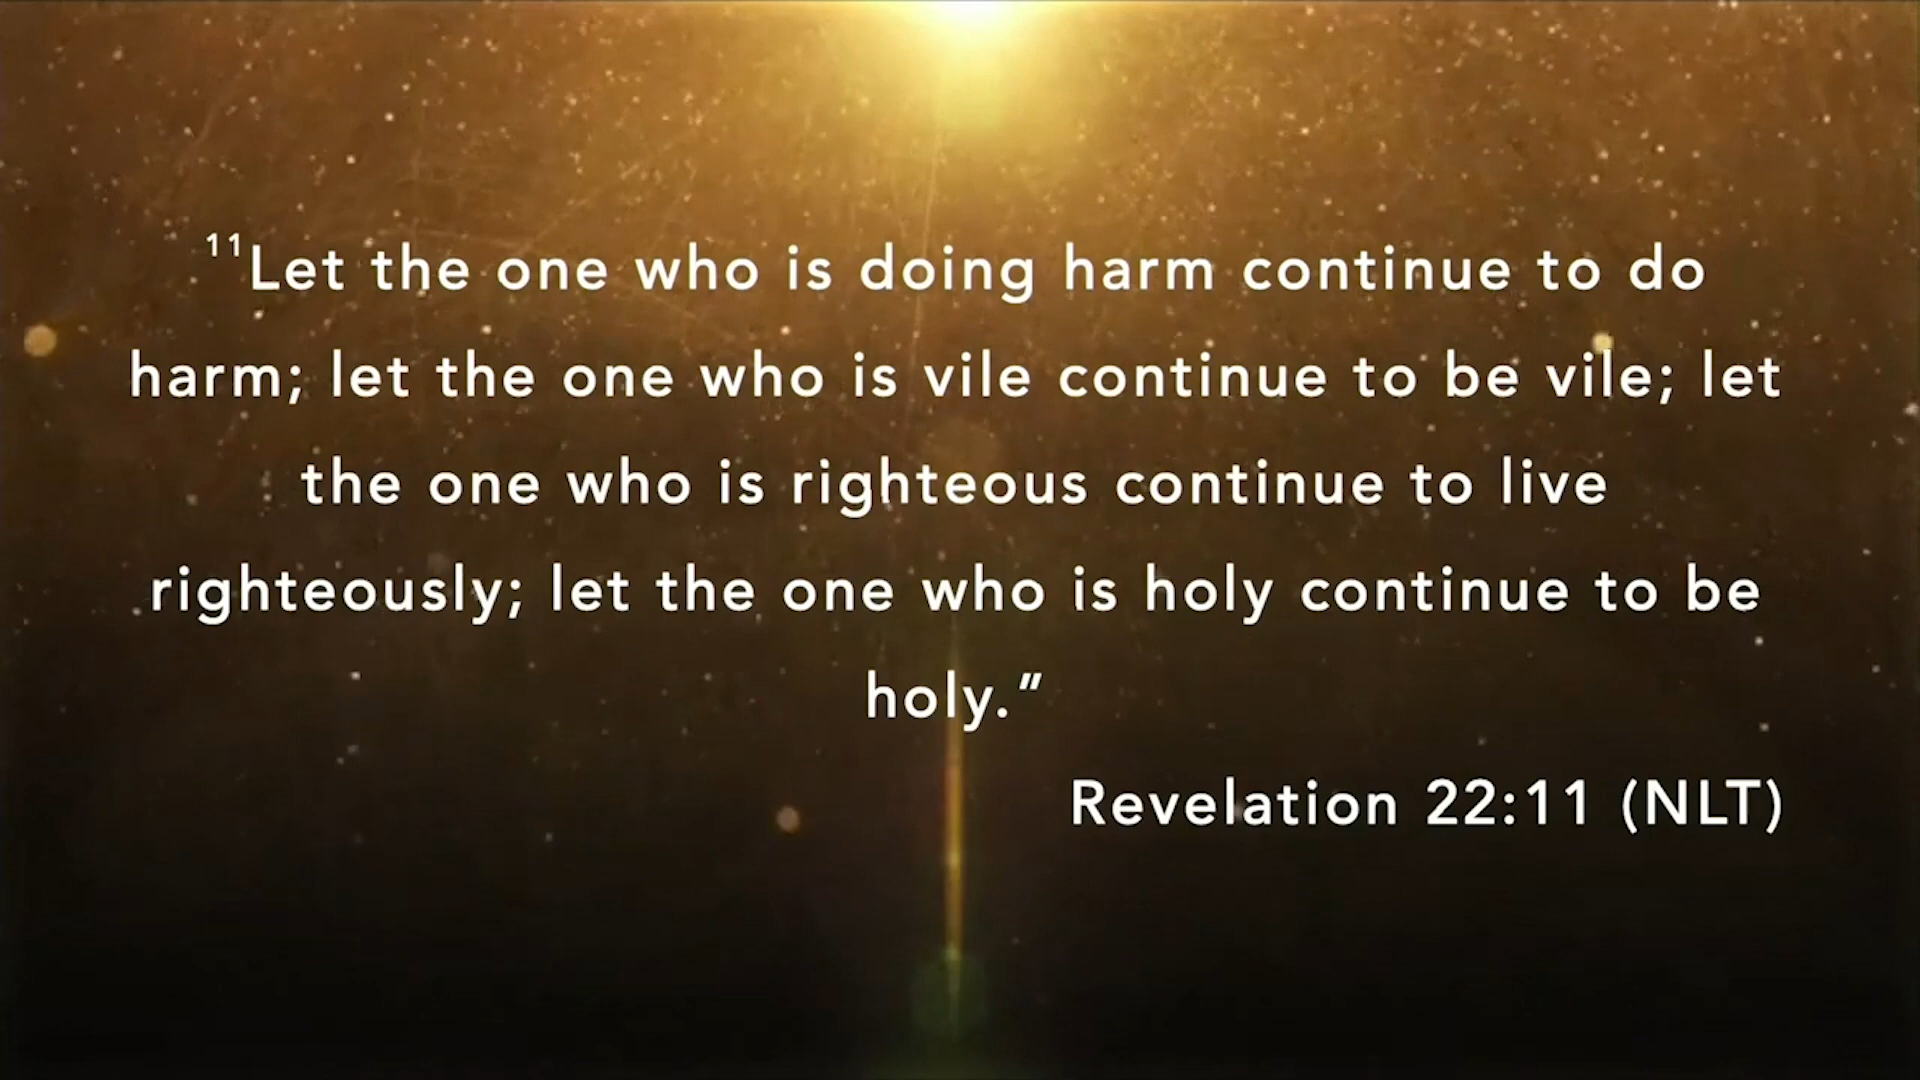 ¹¹Let the one who is doing harm continue to do
harm; let the one who is vile continue to be vile; let
the one who is righteous continue to live
righteously; let the one who is holy continue to be
holy.”
Revelation 22:11 (NLT)